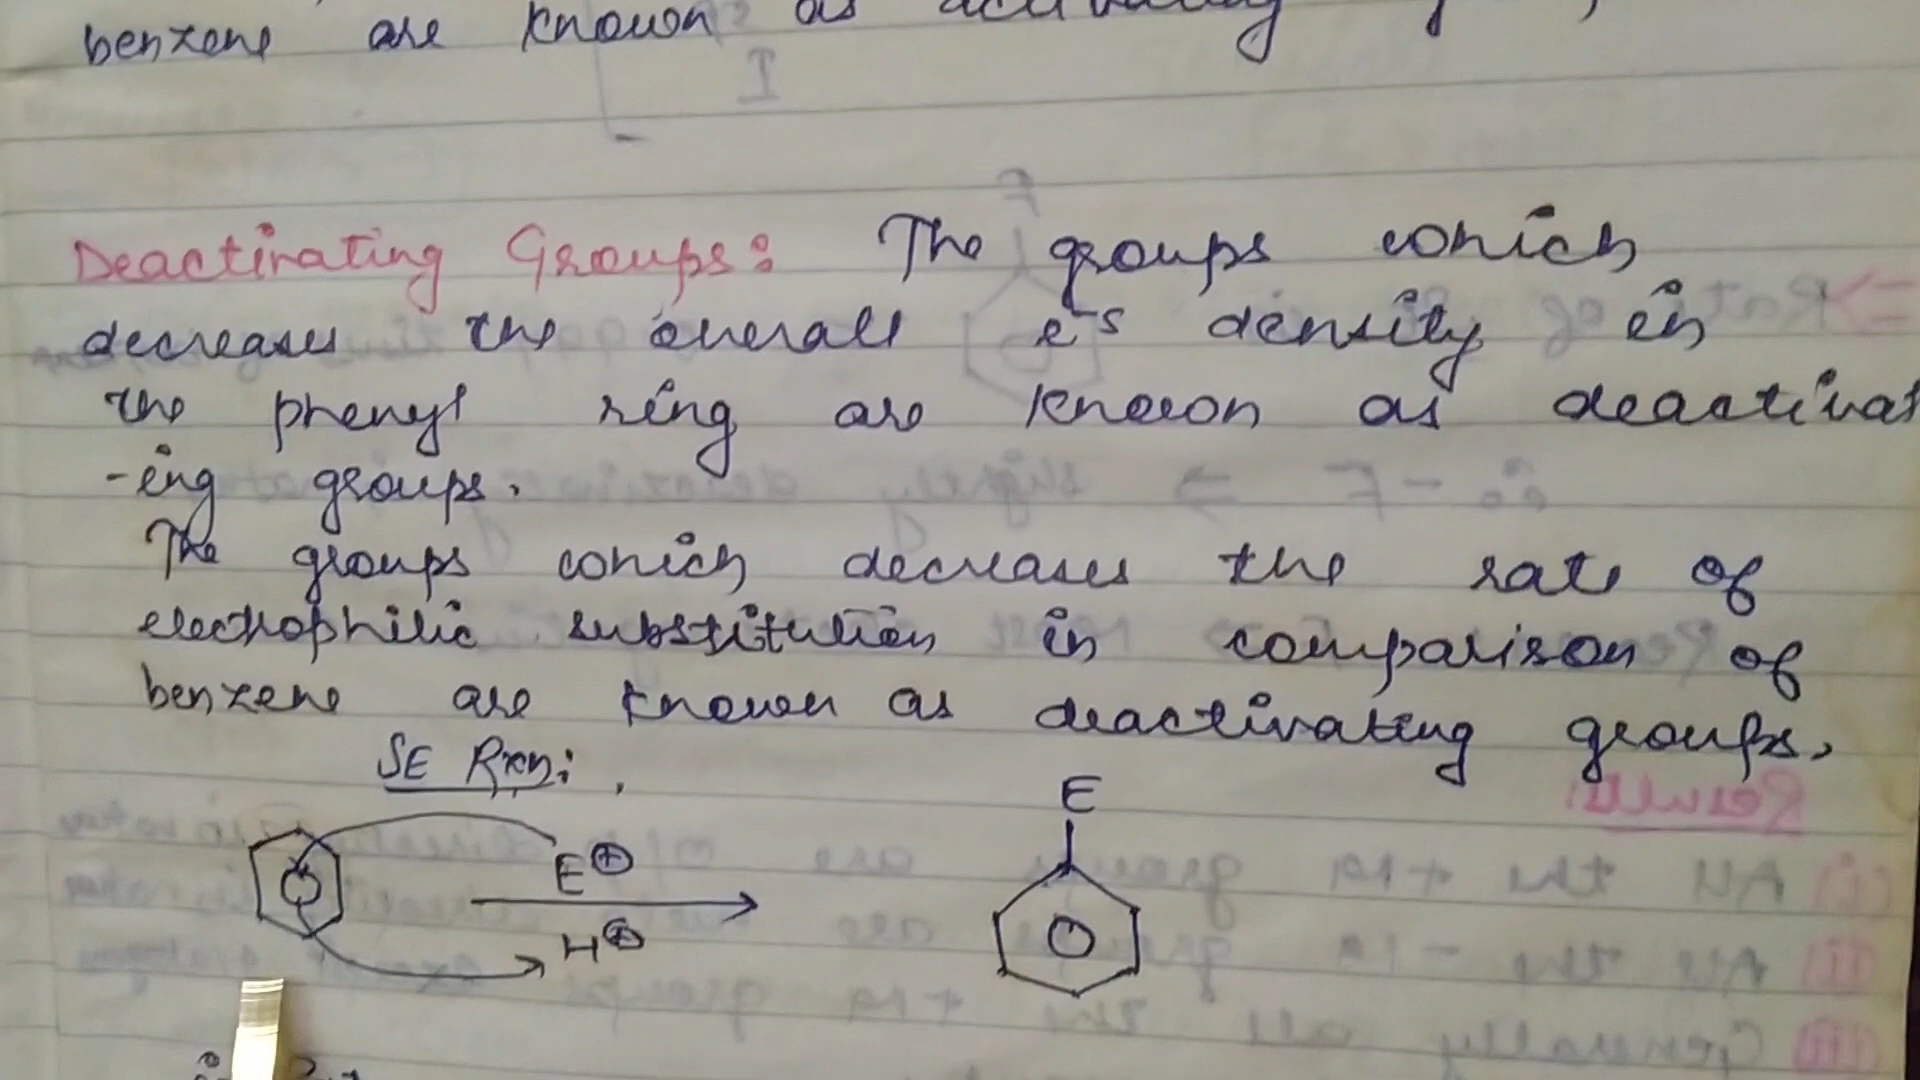 benzene are known as activating
Deactivating Groups: The groups which
decreases the overall e⁻s density in
the phenyl ring are known as deactivat
-ing groups.
The groups which decreases the rate of
electrophilic substitution in comparison of
benzene are known as deactivating groups.
SE Rxn:
E
E⊕
H⊕